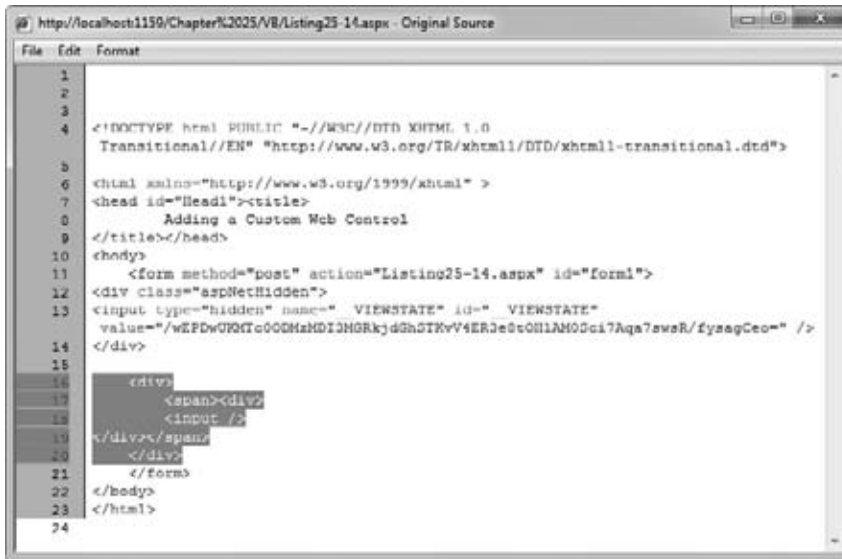 http://localhost:1159/Chapter%2025/VB/Listing25-14.aspx - Original Source
File Edit Format
1
2
3
4 <!DOCTYPE html PUBLIC "-//W3C//DTD XHTML 1.0
Transitional//EN" "http://www.w3.org/TR/xhtml1/DTD/xhtml1-transitional.dtd">
5
6 <html xmlns="http://www.w3.org/1999/xhtml" >
7 <head id="Head1"><title>
8 Adding a Custom Web Control
9 </title></head>
10 <body>
11 <form method="post" action="Listing25-14.aspx" id="form1">
12 <div class="aspNetHidden">
13 <input type="hidden" name="__VIEWSTATE" id="__VIEWSTATE"
" />
14 </div>
15
16 <div>
17 <span><div>
18 <input />
19 </div></span>
20 </div>
21 </form>
22 </body>
23 </html>
24